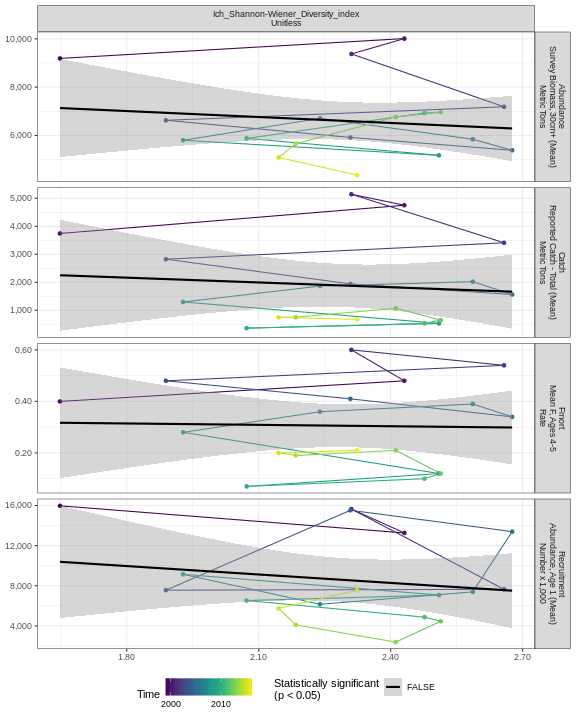 Ich_Shannon-Wiener_Diversity_index
Unitless
10,000
8,000
6,000
Abundance
Survey Biomass, 30cm+ (Mean)
Metric Tons
5,000
4,000
3,000
2,000
1,000
Catch
Reported Catch - Total (Mean)
Metric Tons
0.60
0.40
0.20
Fmort
Mean F, Ages 4-5
Rate
16,000
12,000
8,000
4,000
Recruitment
Abundance, Age 1 (Mean)
Number x 1,000
1.80 2.10 2.40 2.70
Time
2000 2010
Statistically significant
(p < 0.05)
FALSE